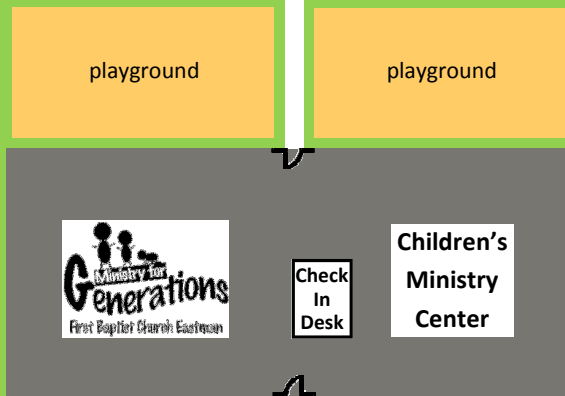 playground
playground
Ministry for
Generations
First Baptist Church Eastman
Check
In
Desk
Children's
Ministry
Center